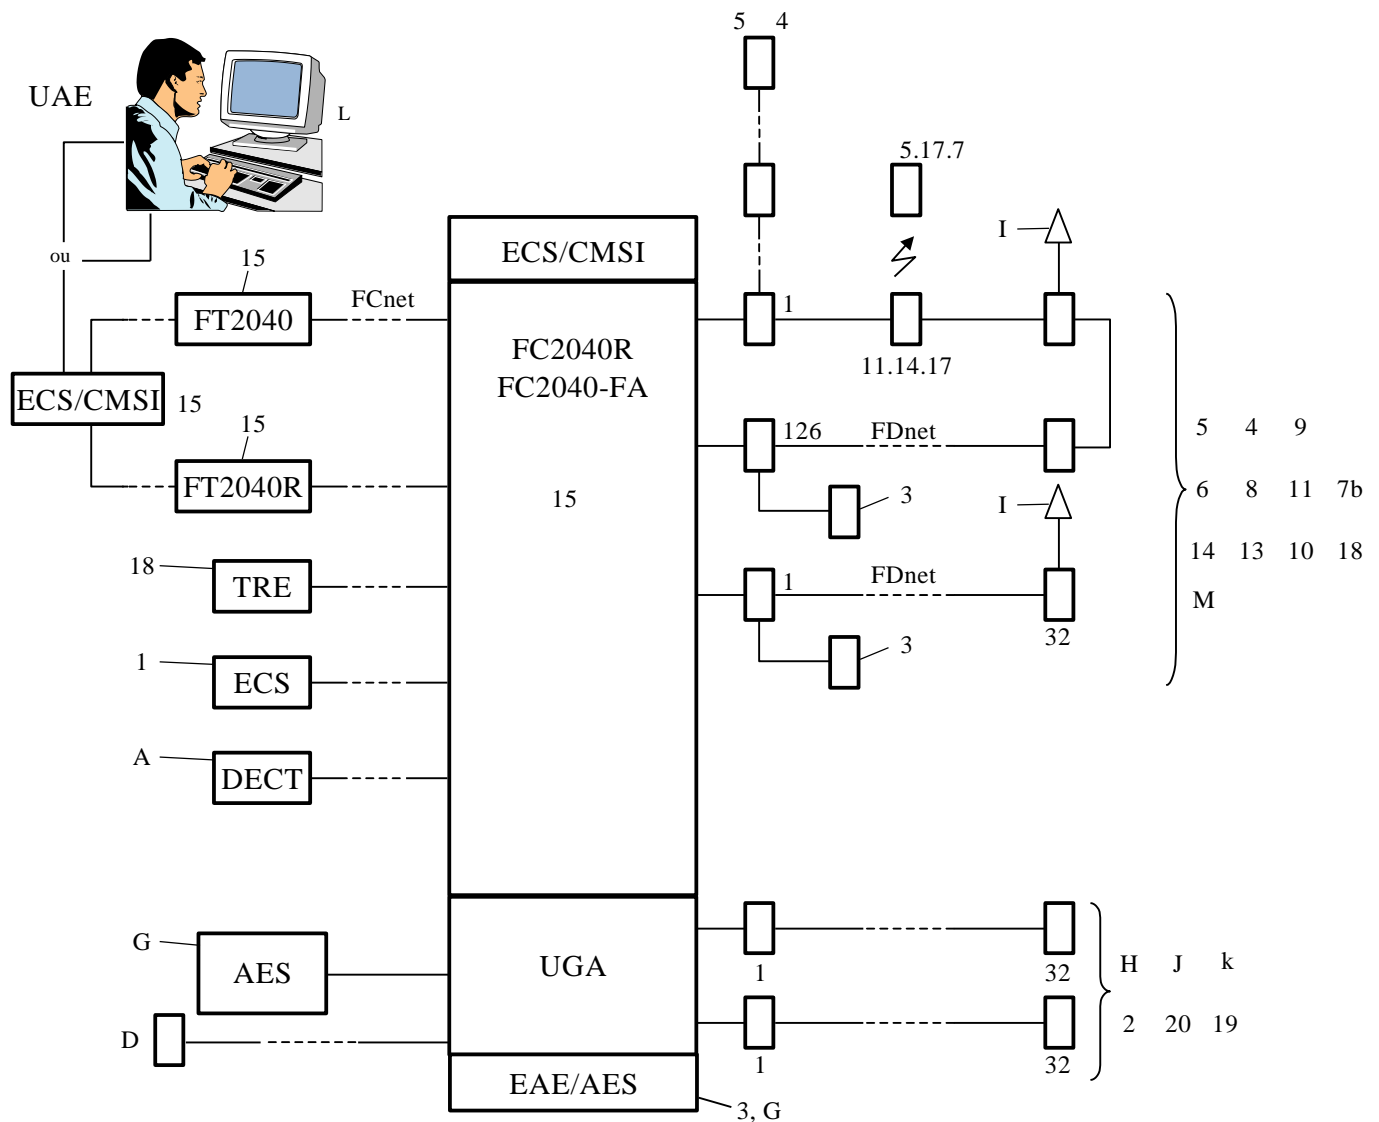 5 4
UAE
L
5.17.7
I
ou
ECS/CMSI
15
FCnet
1
FT2040
FC2040R
FC2040-FA
11.14.17
ECS/CMSI
15
15
126
FDnet
5 4 9
FT2040R
15
3
I
6 8 11 7b
14 13 10 18
18
TRE
1
FDnet
M
32
3
1
ECS
A
DECT
G
AES
UGA
1
32
H J k
2 20 19
D
1
32
EAE/AES
3, G